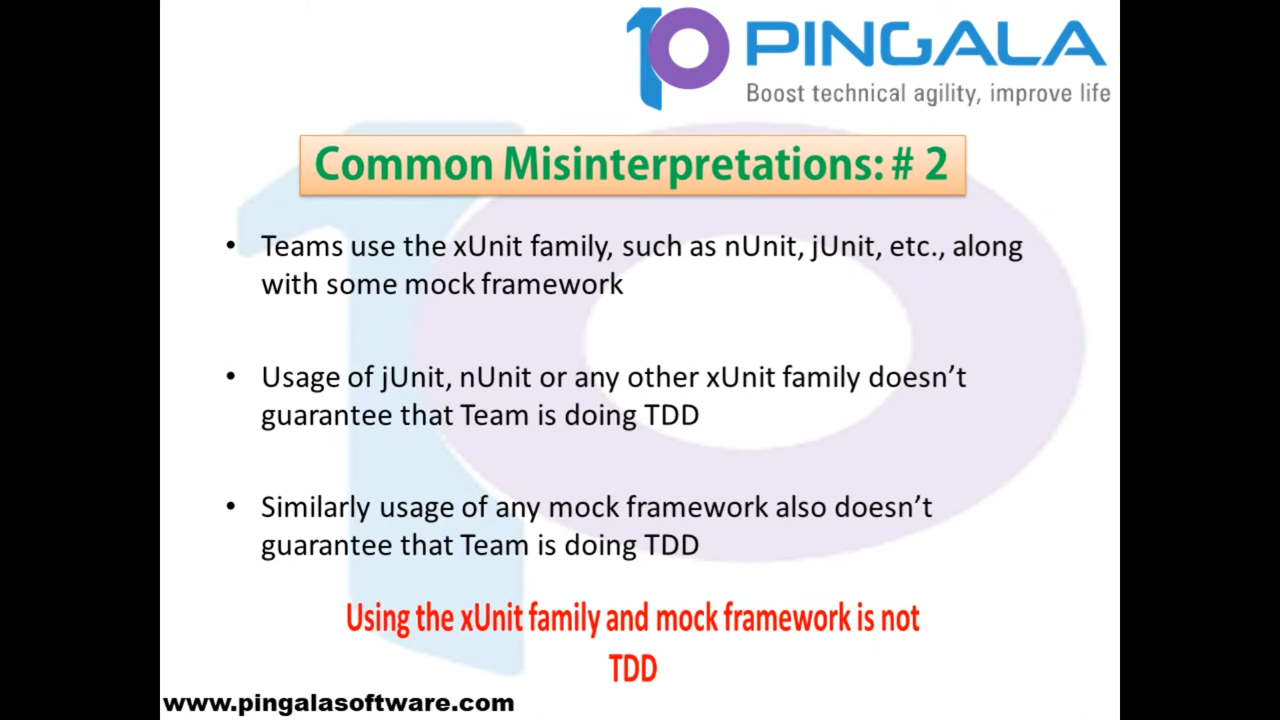 10 PINGALA
Boost technical agility, improve life
Common Misinterpretations: # 2
• Teams use the xUnit family, such as nUnit, jUnit, etc., along
with some mock framework
• Usage of jUnit, nUnit or any other xUnit family doesn’t
guarantee that Team is doing TDD
• Similarly usage of any mock framework also doesn’t
guarantee that Team is doing TDD
Using the xUnit family and mock framework is not
TDD
www.pingalasoftware.com